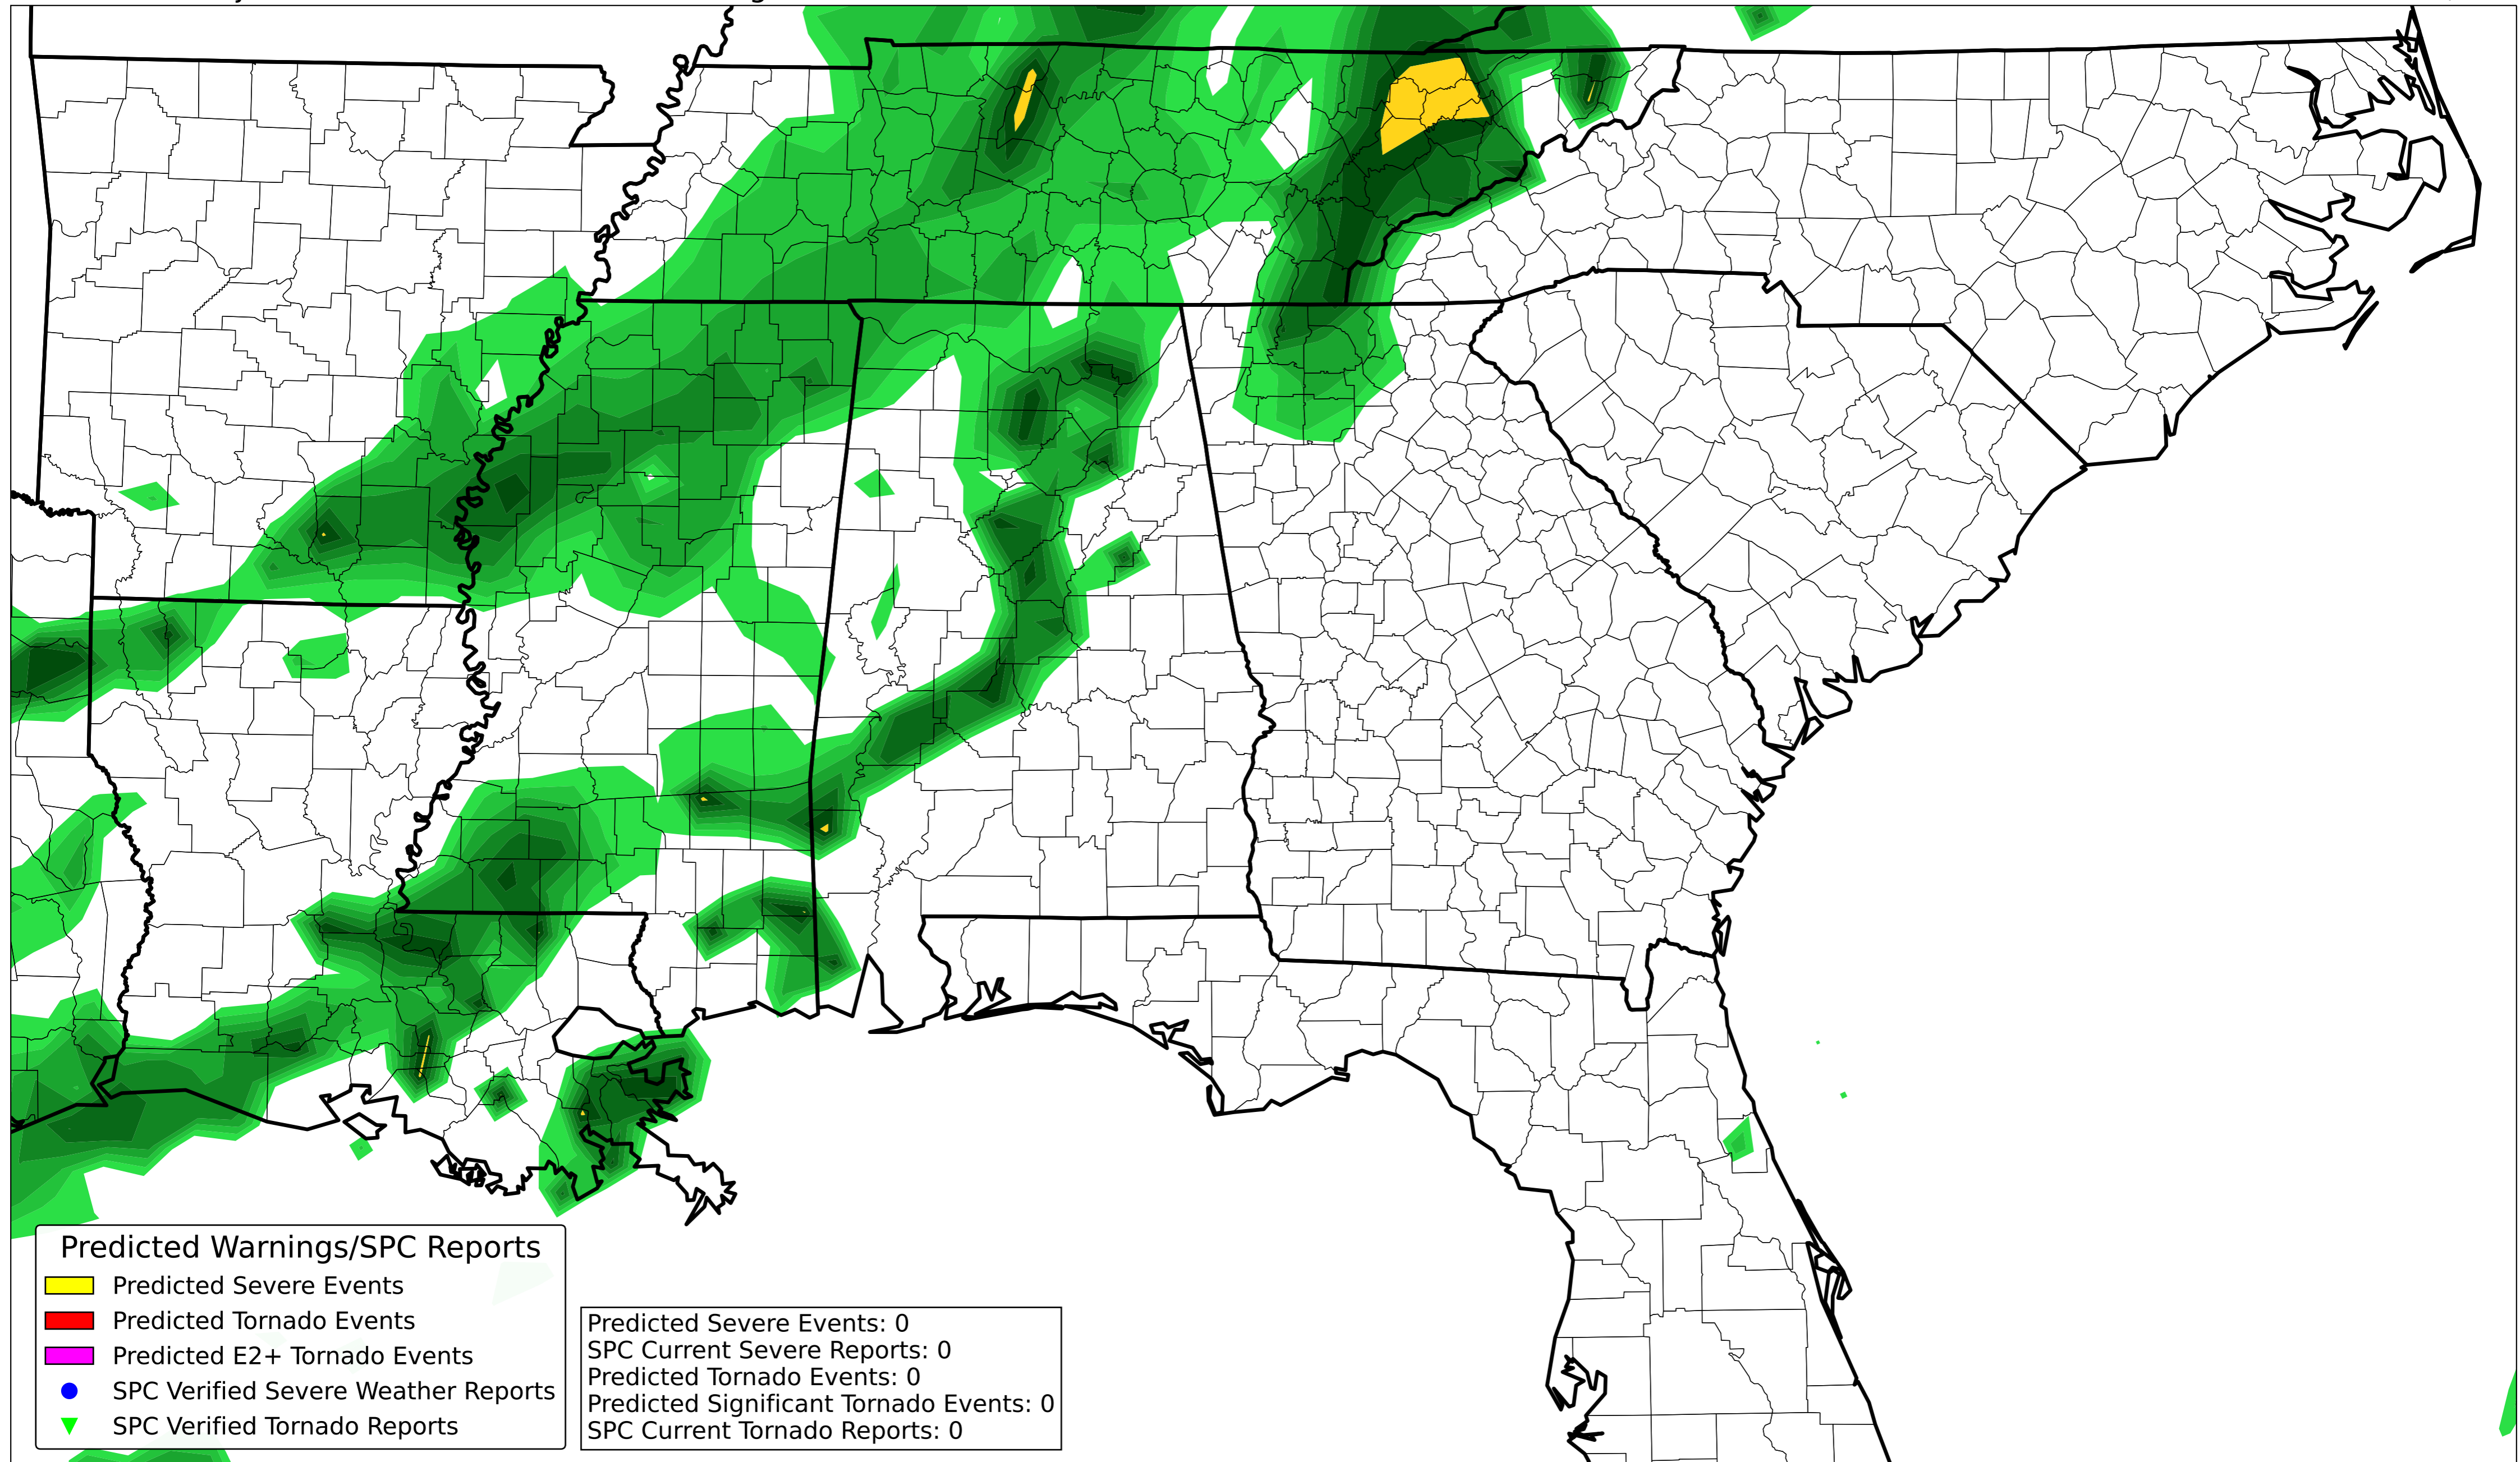 Predicted Warnings/SPC Reports
Predicted Severe Events
Predicted Tornado Events
Predicted E2+ Tornado Events
SPC Verified Severe Weather Reports
SPC Verified Tornado Reports
Predicted Severe Events: 0
SPC Current Severe Reports: 0
Predicted Tornado Events: 0
Predicted Significant Tornado Events: 0
SPC Current Tornado Reports: 0